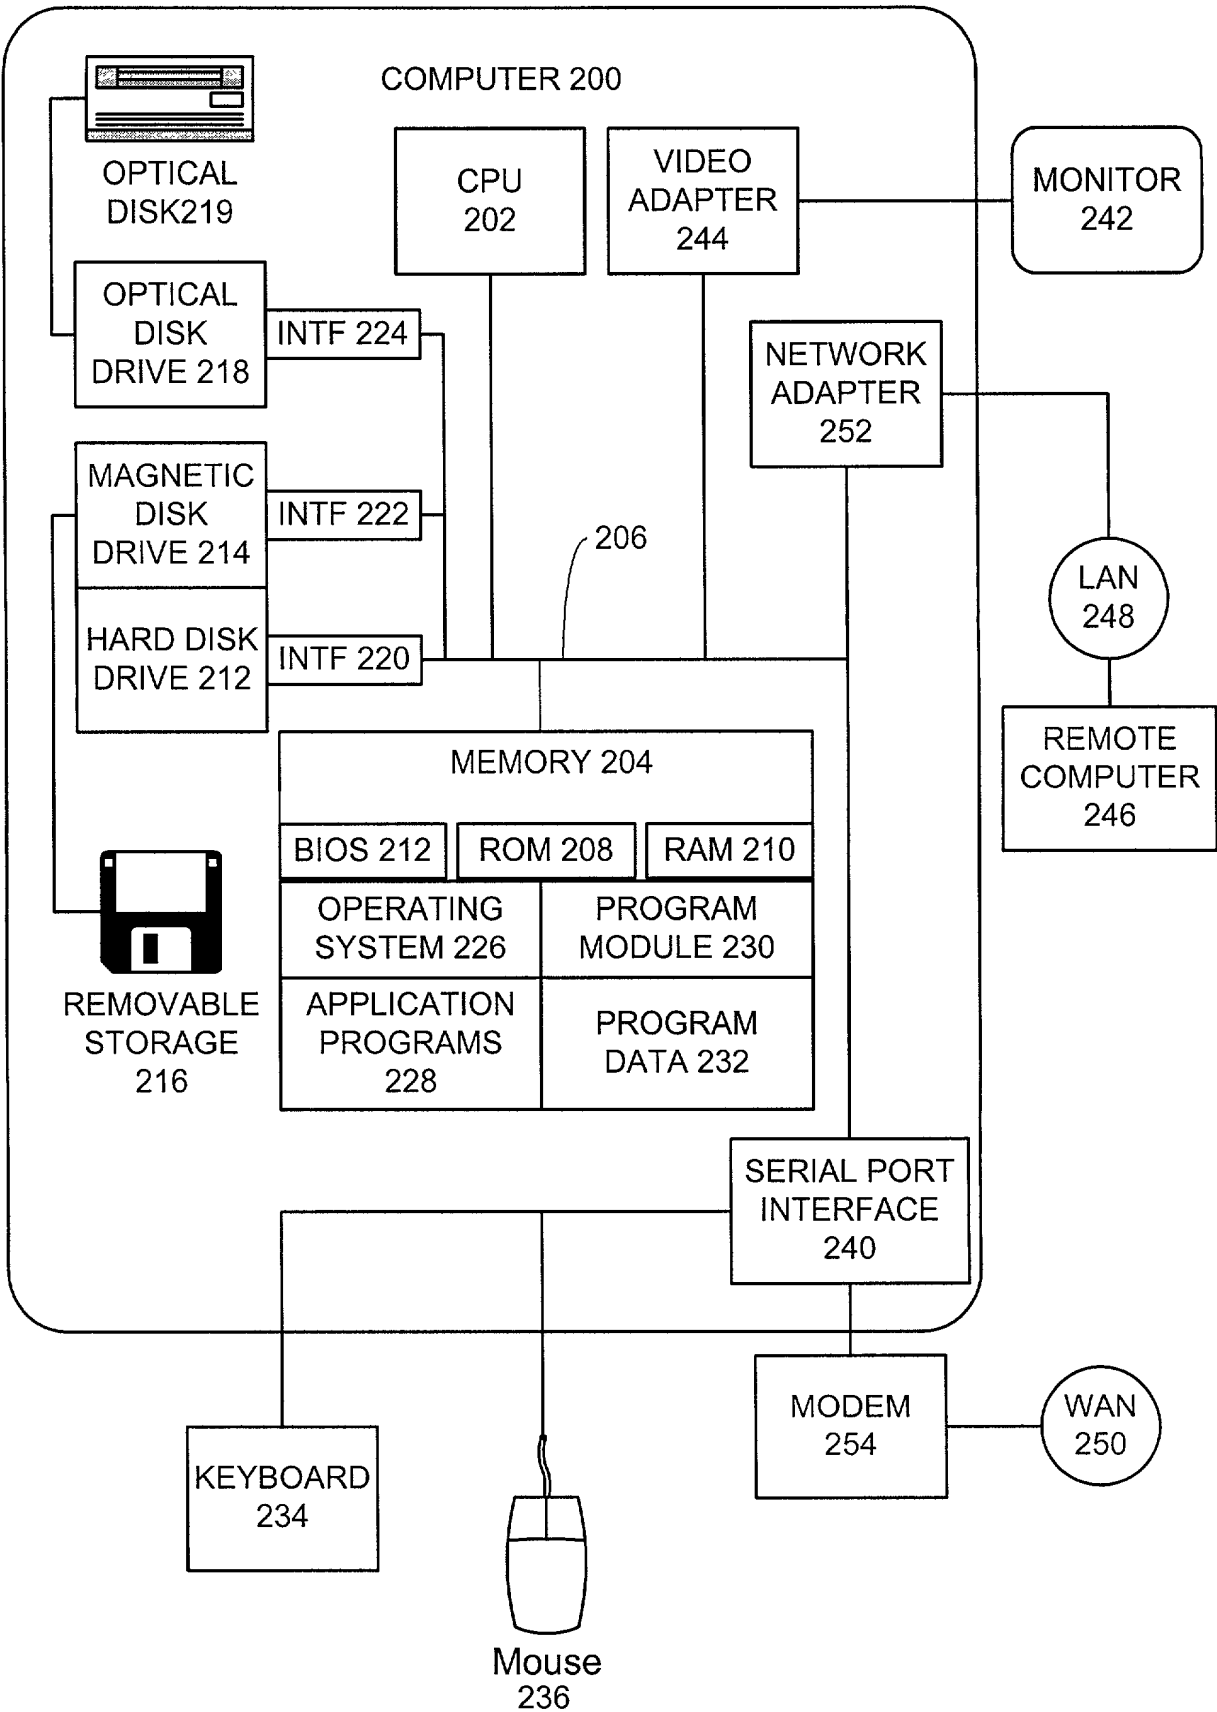 COMPUTER 200
OPTICAL
DISK219
CPU
202
VIDEO
ADAPTER
244
MONITOR
242
OPTICAL
DISK
DRIVE 218
INTF 224
NETWORK
ADAPTER
252
MAGNETIC
DISK
DRIVE 214
INTF 222
206
LAN
248
HARD DISK
DRIVE 212
INTF 220
REMOTE
COMPUTER
246
MEMORY 204
BIOS 212
ROM 208
RAM 210
OPERATING
SYSTEM 226
PROGRAM
MODULE 230
APPLICATION
PROGRAMS
228
PROGRAM
DATA 232
REMOVABLE
STORAGE
216
SERIAL PORT
INTERFACE
240
MODEM
254
WAN
250
KEYBOARD
234
Mouse
236